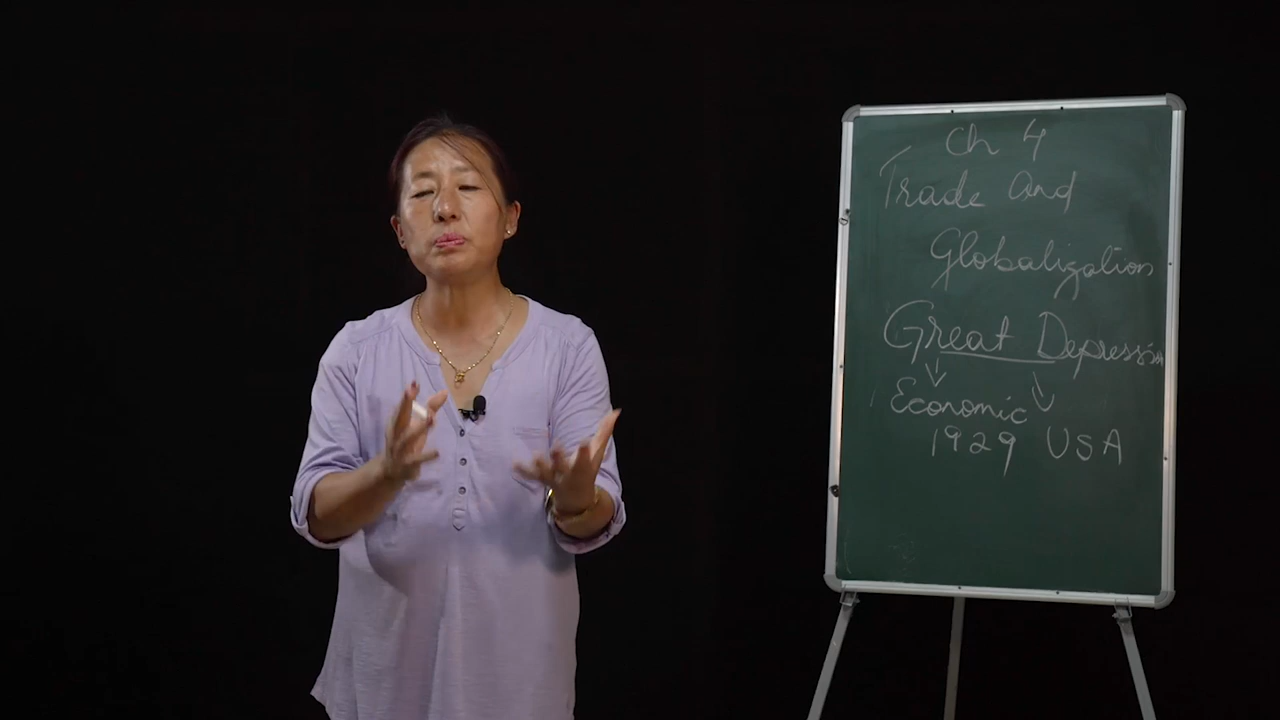 Ch 4
Trade and
Globalization
Great Depression
Economic
1929 USA